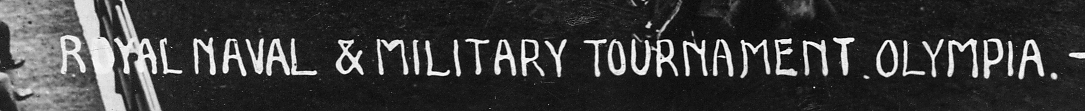 ROYAL NAVAL & MILITARY TOURNAMENT. OLYMPIA. -